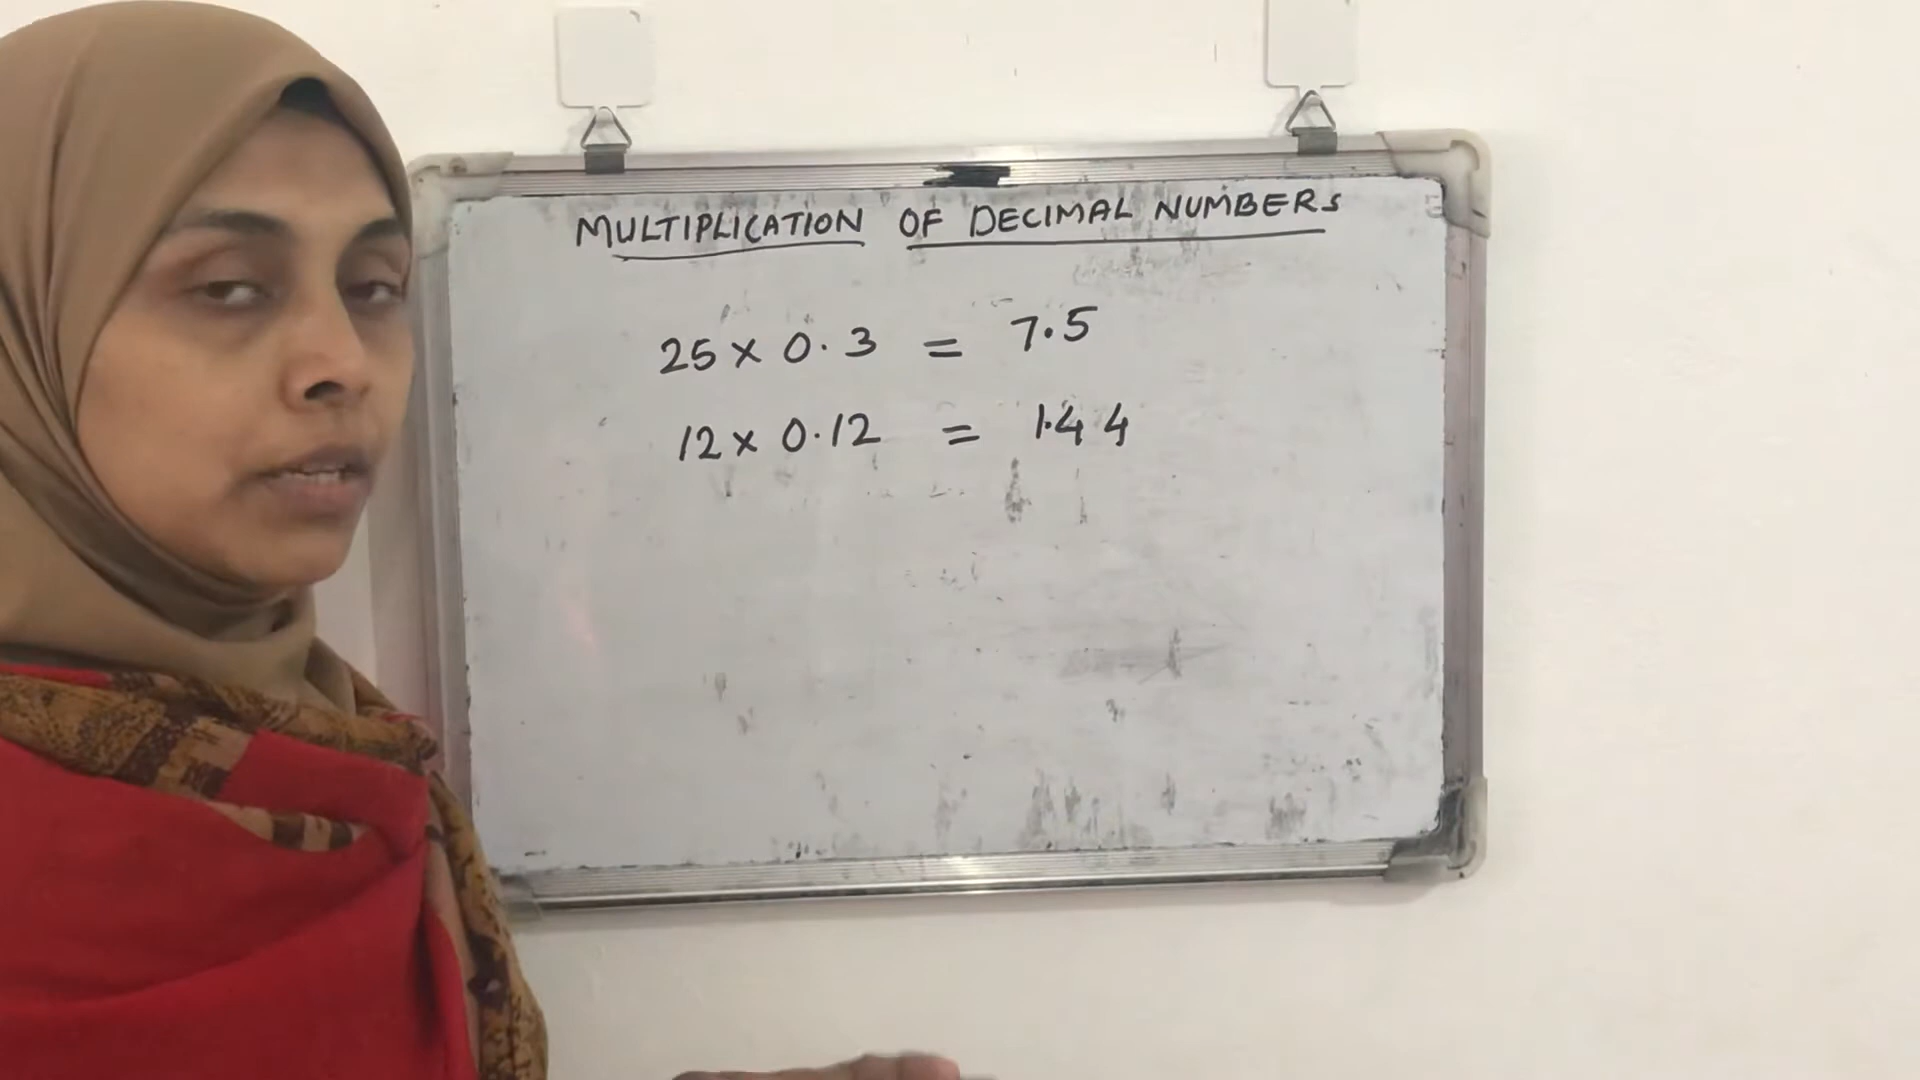 MULTIPLICATION OF DECIMAL NUMBERS
25 x 0.3 = 7.5
12 x 0.12 = 1.44